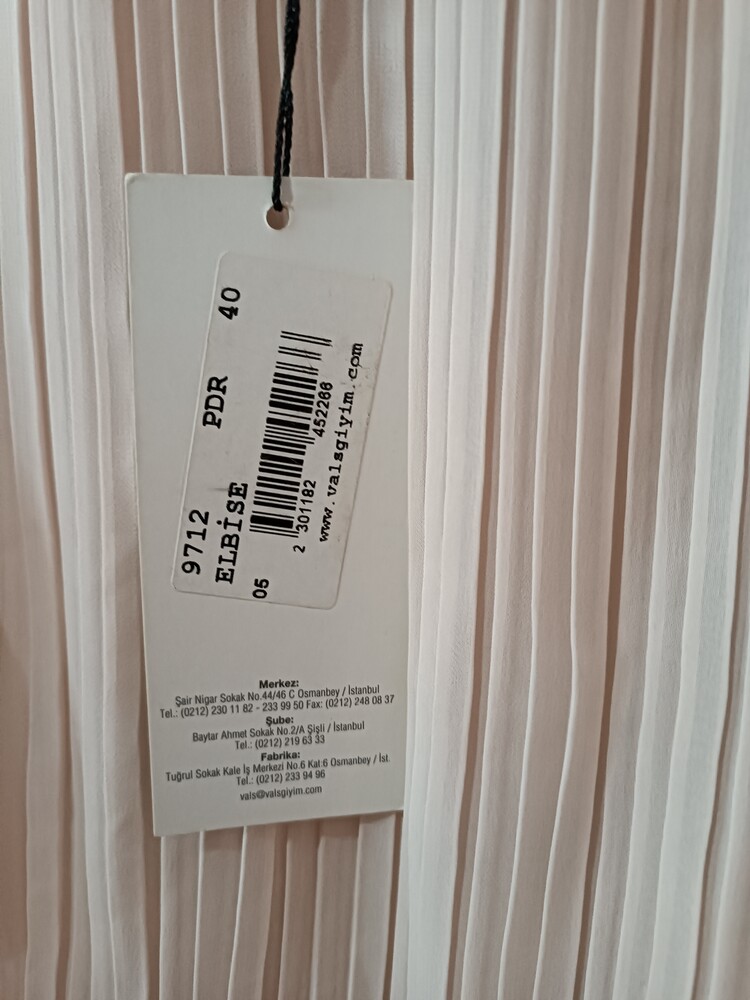 9712 PDR 40
ELBİSE
05
2 301182 452266
www.valsgiyim.com
Merkez:
Şair Nigar Sokak No.44/46 C Osmanbey / İstanbul
Tel.: (0212) 230 11 82 - 233 99 50 Fax: (0212) 248 08 37
Şube:
Baytar Ahmet Sokak No.2/A Şişli / İstanbul
Tel.: (0212) 219 63 33
Fabrika:
Tuğrul Sokak Kale İş Merkezi No.6 Kat:6 Osmanbey / İst.
Tel.: (0212) 233 94 96
vals@valsgiyim.com